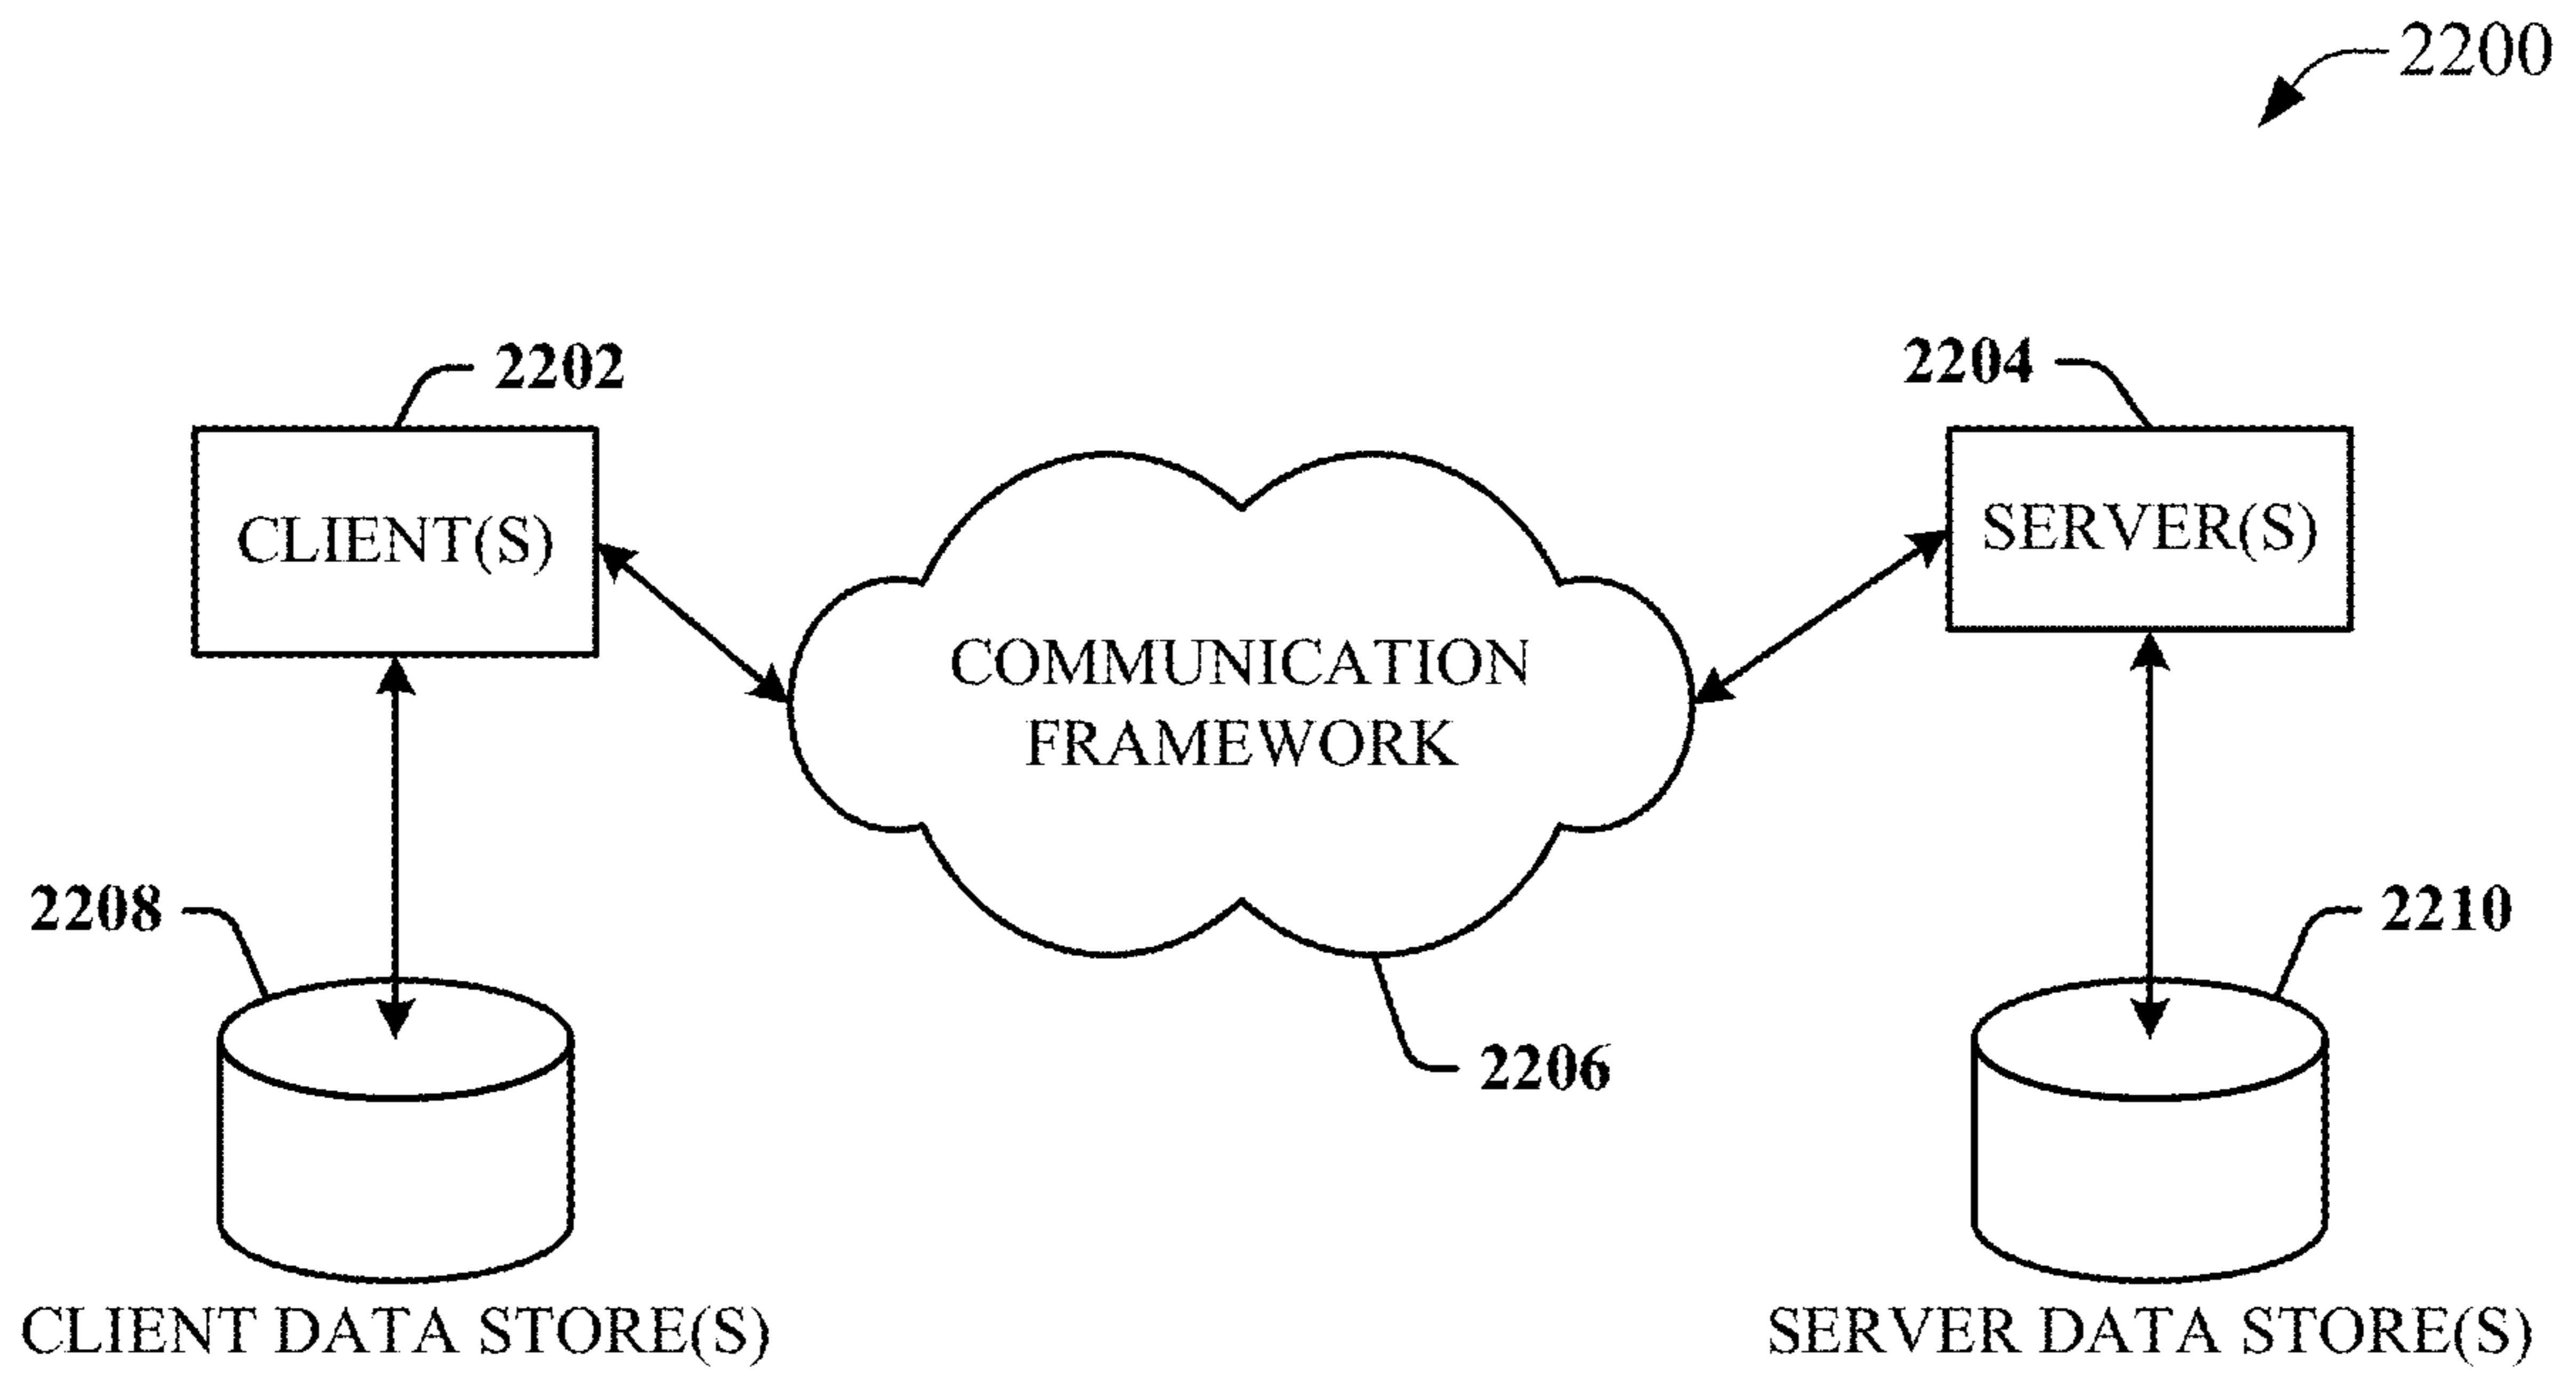 2200
2202
2204
CLIENT(S)
SERVER(S)
COMMUNICATION
FRAMEWORK
2208
2210
2206
CLIENT DATA STORE(S)
SERVER DATA STORE(S)